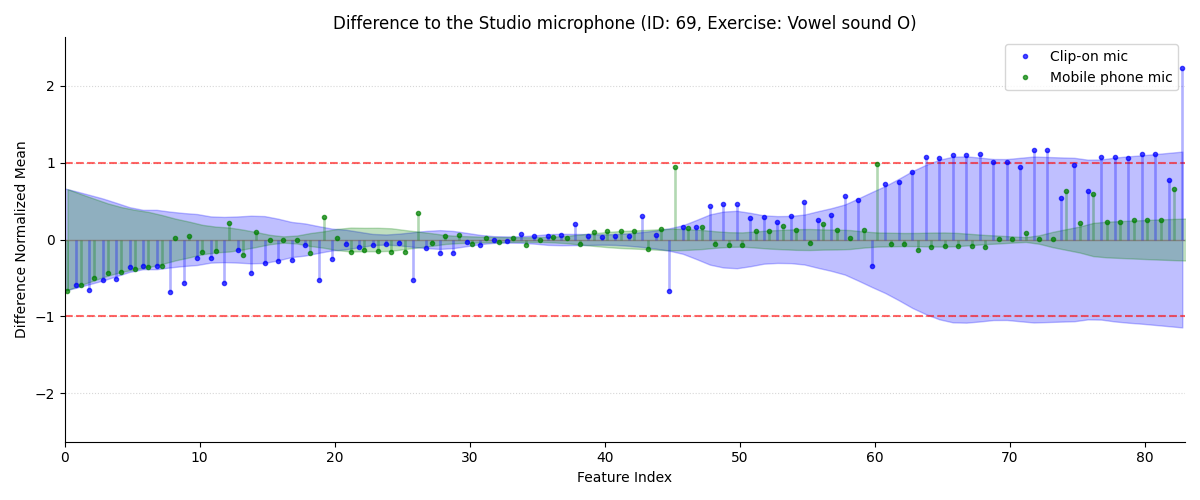 Difference to the Studio microphone (ID: 69, Exercise: Vowel sound O)
Clip-on mic
Mobile phone mic
Difference Normalized Mean
2
1
0
−1
−2
0 10 20 30 40 50 60 70 80
Feature Index